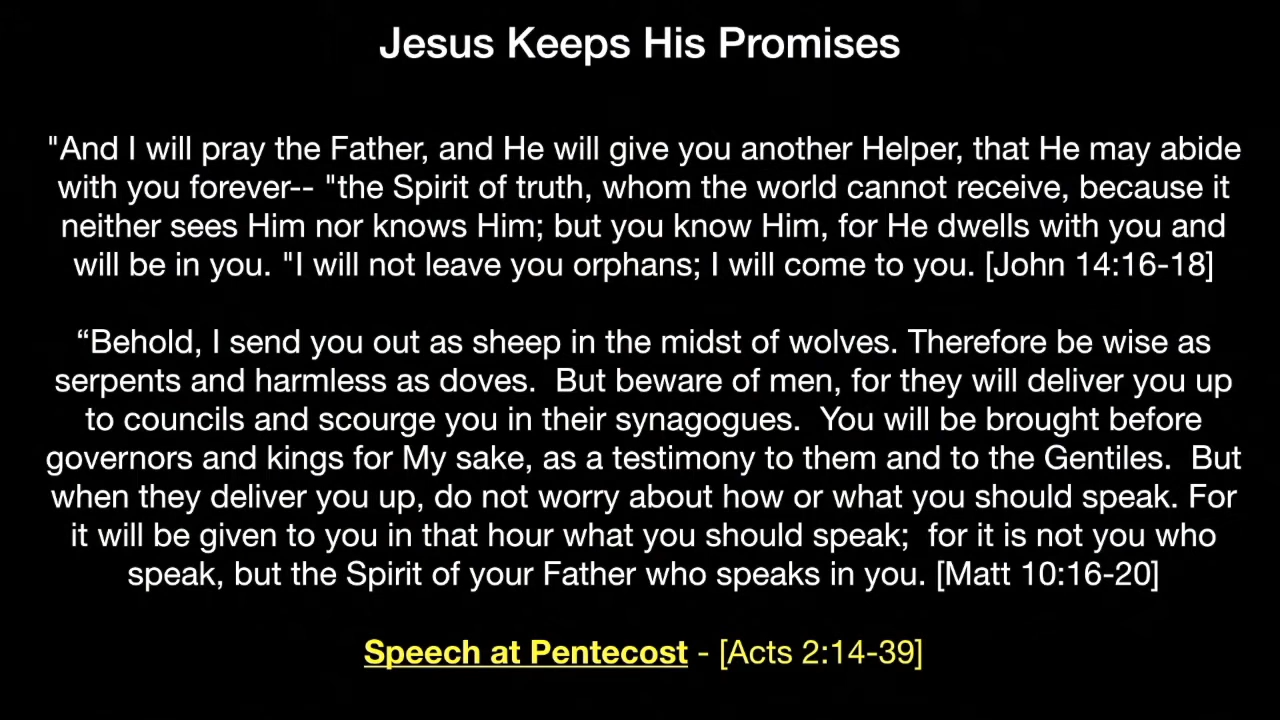 Jesus Keeps His Promises
"And I will pray the Father, and He will give you another Helper, that He may abide
with you forever-- "the Spirit of truth, whom the world cannot receive, because it
neither sees Him nor knows Him; but you know Him, for He dwells with you and
will be in you. "I will not leave you orphans; I will come to you. [John 14:16-18]
“Behold, I send you out as sheep in the midst of wolves. Therefore be wise as
serpents and harmless as doves.  But beware of men, for they will deliver you up
to councils and scourge you in their synagogues.  You will be brought before
governors and kings for My sake, as a testimony to them and to the Gentiles.  But
when they deliver you up, do not worry about how or what you should speak. For
it will be given to you in that hour what you should speak;  for it is not you who
speak, but the Spirit of your Father who speaks in you. [Matt 10:16-20]
Speech at Pentecost - [Acts 2:14-39]